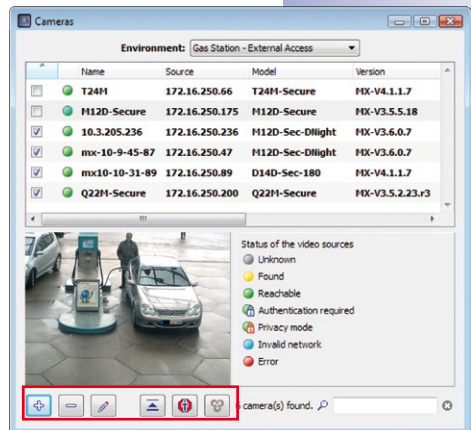 Cameras
Environment: Gas Station - External Access
Name Source Model Version
T24M 172.16.250.66 T24M-Secure MX-V4.1.1.7
M12D-Secure 172.16.250.175 M12D-Secure MX-V3.5.5.18
10.3.205.236 172.16.250.236 M12D-Sec-DNight MX-V3.6.0.7
mx-10-9-45-87 172.16.250.47 M12D-Sec-DNight MX-V3.6.0.7
mx10-10-31-89 172.16.250.89 D14D-Sec-180 MX-V4.1.1.7
Q22M-Secure 172.16.250.200 Q22M-Secure MX-V3.5.2.23.r3
Status of the video sources
Unknown
Found
Reachable
Authentication required
Privacy mode
Invalid network
Error
6 camera(s) found.